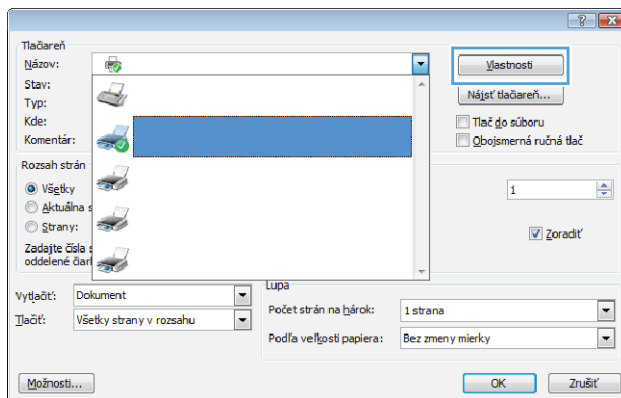 Tlačiareň
Názov:
Vlastnosti
Stav:
Nájsť tlačiareň...
Typ:
Kde:
Tlač do súboru
Komentár:
Obojsmerná ručná tlač
Rozsah strán
Všetky
1
Aktuálna s
Strany:
Zoradiť
Zadajte čísla s
oddelené čiark
Lupa
Vytlačiť: Dokument
Počet strán na hárok: 1 strana
Tlačiť: Všetky strany v rozsahu
Podľa veľkosti papiera: Bez zmeny mierky
Možnosti...
OK
Zrušiť